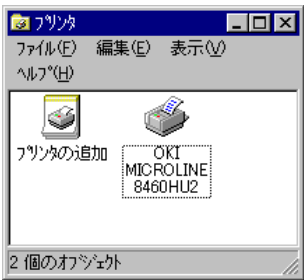 プリンタ
ファイル(F) 編集(E) 表示(V)
ヘルプ(H)
プリンタの追加
OKI
MICROLINE
8460HU2
2 個のオブジェクト